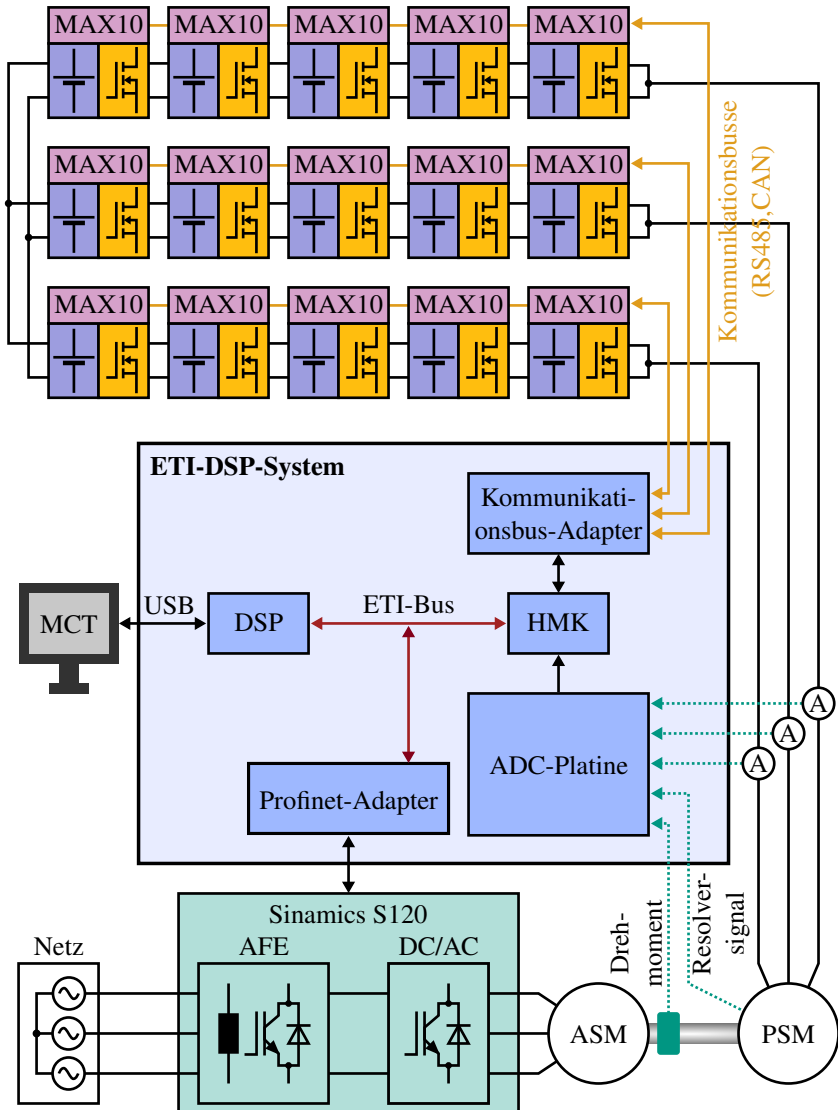 MAX10 MAX10 MAX10 MAX10 MAX10
MAX10 MAX10 MAX10 MAX10 MAX10
MAX10 MAX10 MAX10 MAX10 MAX10
Kommunikationsbusse
(RS485,CAN)
ETI-DSP-System
Kommunikati-
onsbus-Adapter
MCT
USB
DSP
ETI-Bus
HMK
ADC-Platine
A
A
A
Profinet-Adapter
Dreh-
moment
Resolver-
signal
Sinamics S120
Netz
AFE
DC/AC
ASM
PSM